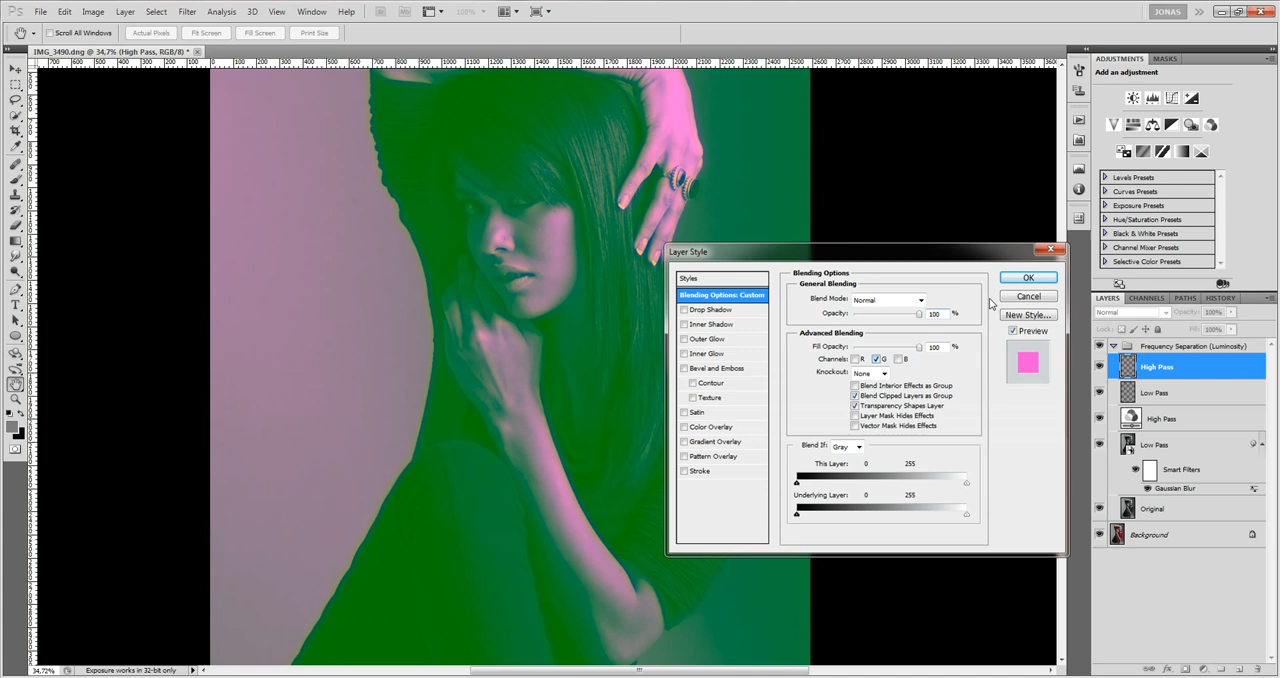 Ps File Edit Image Layer Select Filter Analysis 3D View Window Help 100% JONAS
Scroll All Windows Actual Pixels Fit Screen Fill Screen Print Size
IMG_3490.dng @ 34,7% (High Pass, RGB/8) *
ADJUSTMENTS MASKS
Add an adjustment
Levels Presets
Curves Presets
Exposure Presets
Hue/Saturation Presets
Black & White Presets
Channel Mixer Presets
Selective Color Presets
Layer Style
Styles
Blending Options: Custom
Drop Shadow
Inner Shadow
Outer Glow
Inner Glow
Bevel and Emboss
Contour
Texture
Satin
Color Overlay
Gradient Overlay
Pattern Overlay
Stroke
Blending Options
General Blending
Blend Mode: Normal
Opacity: 100 %
Advanced Blending
Fill Opacity: 100 %
Channels: R G B
Knockout: None
Blend Interior Effects as Group
Blend Clipped Layers as Group
Transparency Shapes Layer
Layer Mask Hides Effects
Vector Mask Hides Effects
Blend If: Gray
This Layer: 0 255
Underlying Layer: 0 255
OK
Cancel
New Style...
Preview
LAYERS CHANNELS PATHS HISTORY
Normal Opacity: 100%
Lock: Fill: 100%
Frequency Separation (Luminosity)
High Pass
Low Pass
High Pass
Low Pass
Smart Filters
Gaussian Blur
Original
Background
34,72% Exposure works in 32-bit only